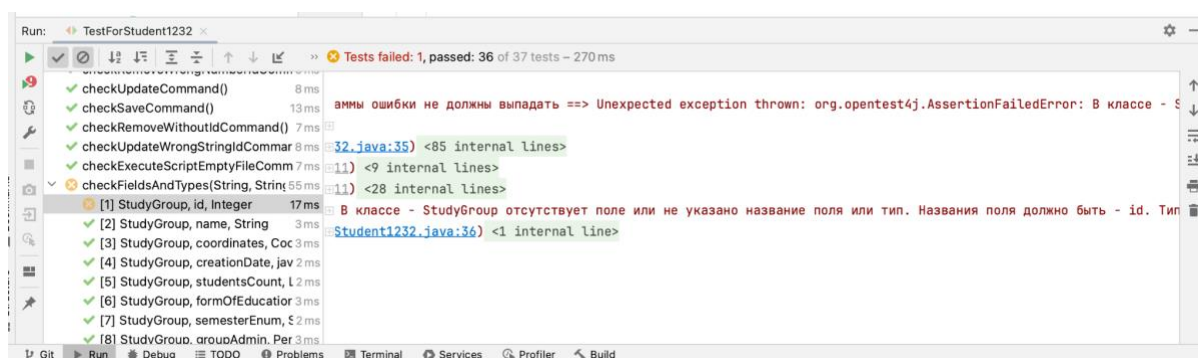 Run: TestForStudent1232
Tests failed: 1, passed: 36 of 37 tests – 270 ms
checkUpdateCommand() 8 ms
checkSaveCommand() 13 ms
checkRemoveWithoutIdCommand() 7 ms
checkUpdateWrongStringIdCommar 8 ms
checkExecuteScriptEmptyFileComm 7 ms
checkFieldsAndTypes(String, String 55 ms
[1] StudyGroup, id, Integer 17 ms
[2] StudyGroup, name, String 3 ms
[3] StudyGroup, coordinates, Coc 3 ms
[4] StudyGroup, creationDate, jav 2 ms
[5] StudyGroup, studentsCount, L 2 ms
[6] StudyGroup, formOfEducation 3 ms
[7] StudyGroup, semesterEnum, S 2 ms
[8] StudyGroup, groupAdmin, Per 3 ms
аммы ошибки не должны выпадать ==> Unexpected exception thrown: org.opentest4j.AssertionFailedError: В классе - S
32.java:35) <85 internal lines>
11) <9 internal lines>
11) <28 internal lines>
В классе - StudyGroup отсутствует поле или не указано название поля или тип. Названия поля должно быть - id. Тип
Student1232.java:36) <1 internal line>
Git Run Debug TODO Problems Terminal Services Profiler Build